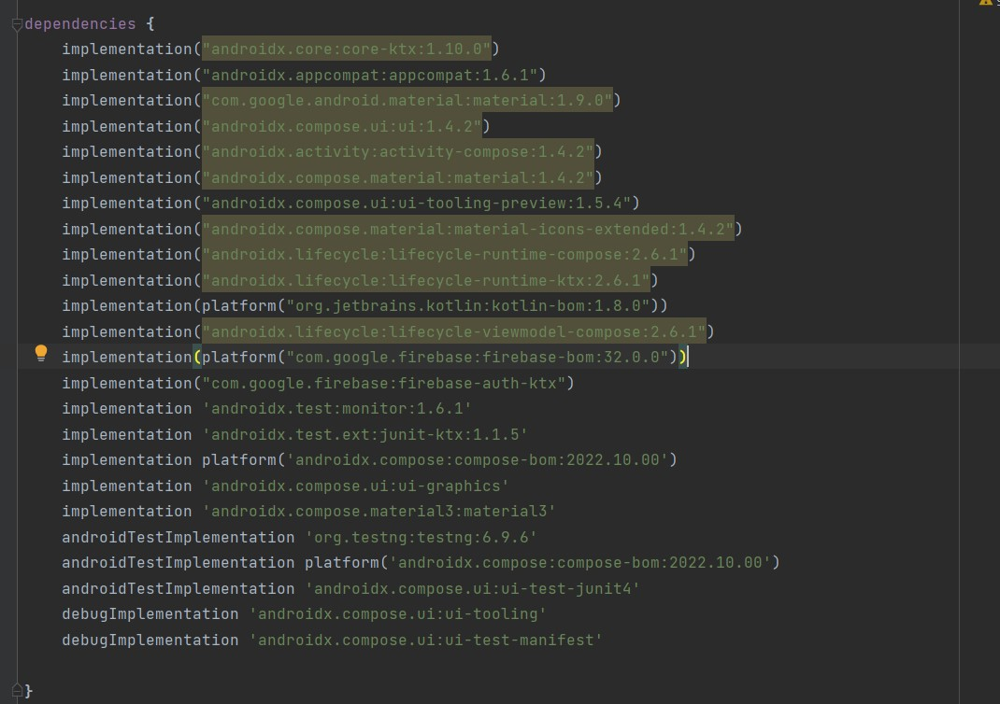 dependencies {
implementation("androidx.core:core-ktx:1.10.0")
implementation("androidx.appcompat:appcompat:1.6.1")
implementation("com.google.android.material:material:1.9.0")
implementation("androidx.compose.ui:ui:1.4.2")
implementation("androidx.activity:activity-compose:1.4.2")
implementation("androidx.compose.material:material:1.4.2")
implementation("androidx.compose.ui:ui-tooling-preview:1.5.4")
implementation("androidx.compose.material:material-icons-extended:1.4.2")
implementation("androidx.lifecycle:lifecycle-runtime-compose:2.6.1")
implementation("androidx.lifecycle:lifecycle-runtime-ktx:2.6.1")
implementation(platform("org.jetbrains.kotlin:kotlin-bom:1.8.0"))
implementation("androidx.lifecycle:lifecycle-viewmodel-compose:2.6.1")
implementation(platform("com.google.firebase:firebase-bom:32.0.0"))
implementation("com.google.firebase:firebase-auth-ktx")
implementation 'androidx.test:monitor:1.6.1'
implementation 'androidx.test.ext:junit-ktx:1.1.5'
implementation platform('androidx.compose:compose-bom:2022.10.00')
implementation 'androidx.compose.ui:ui-graphics'
implementation 'androidx.compose.material3:material3'
androidTestImplementation 'org.testng:testng:6.9.6'
androidTestImplementation platform('androidx.compose:compose-bom:2022.10.00')
androidTestImplementation 'androidx.compose.ui:ui-test-junit4'
debugImplementation 'androidx.compose.ui:ui-tooling'
debugImplementation 'androidx.compose.ui:ui-test-manifest'
}